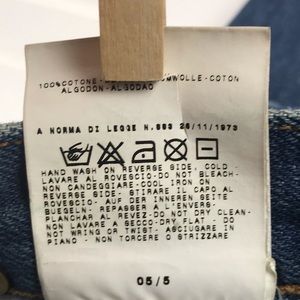 100%COTONE- OMWOLLE-COTON
ALGODON-ALGODAO
A NORMA DI LEGGE N.883 26/11/1973
HAND WASH ON REVERSE SIDE, COLD -
LAVARE AL ROVESCIO-DO NOT BLEACH-
NON CANDEGGIARE-COOL IRON ON
REVERSE SIDE- STIRARE IL CAPO AL
ROVESCIO- AUF DER INNEREN SEITE
BUEGELN- REPASSER A L'ENVERS-
PLANCHAR AL REVEZ-DO NOT DRY CLEAN-
NON LAVARE A SECCO-DRY FLAT- DO
NOT WRING OR TWIST- ASCIUGARE IN
PIANO - NON TORCERE O STRIZZARE
05/5